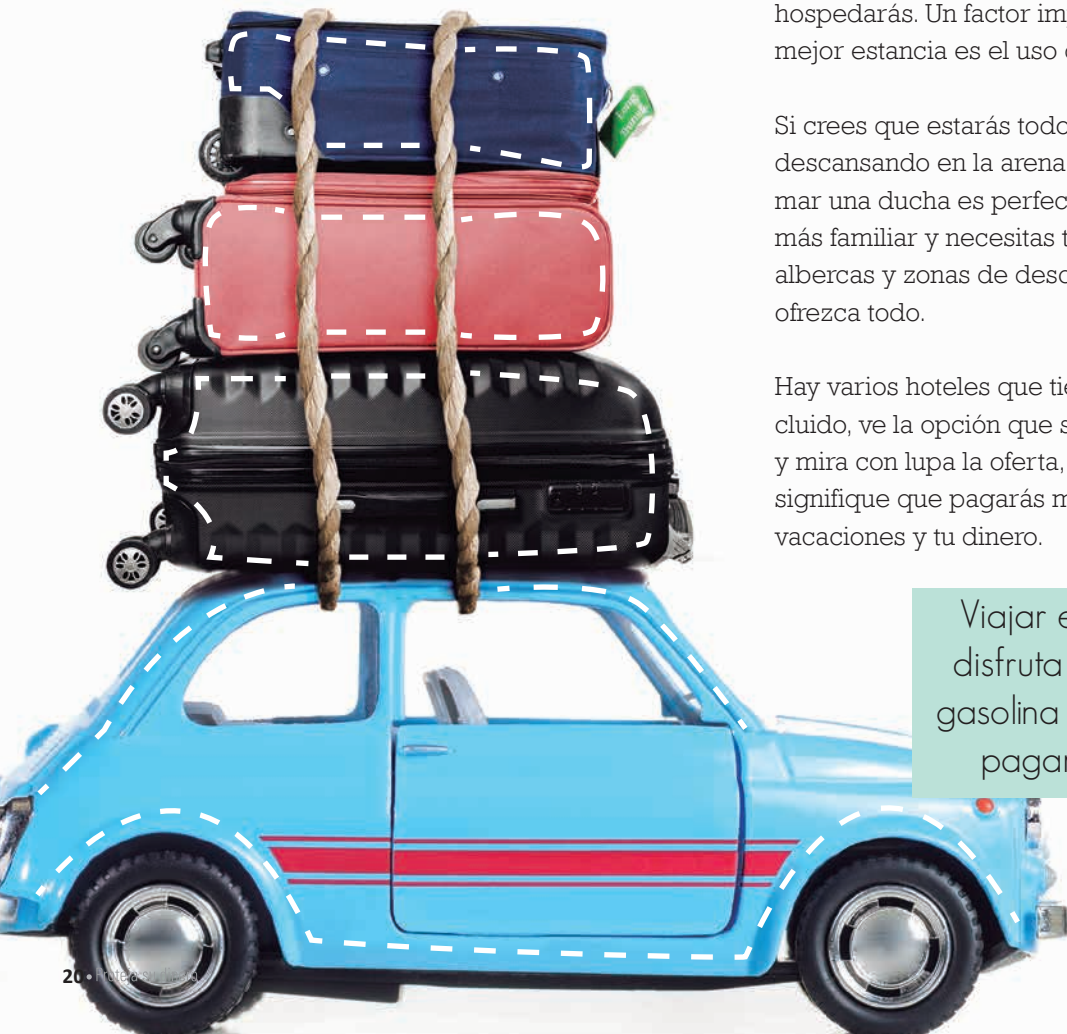 hospedarás. Un factor im
mejor estancia es el uso
Si crees que estarás todo
descansando en la arena
mar una ducha es perfec
más familiar y necesitas t
albercas y zonas de desc
ofrezca todo.
Hay varios hoteles que tie
cluido, ve la opción que s
y mira con lupa la oferta,
signifique que pagarás m
vacaciones y tu dinero.
Viajar e
disfruta
gasolina
pagar